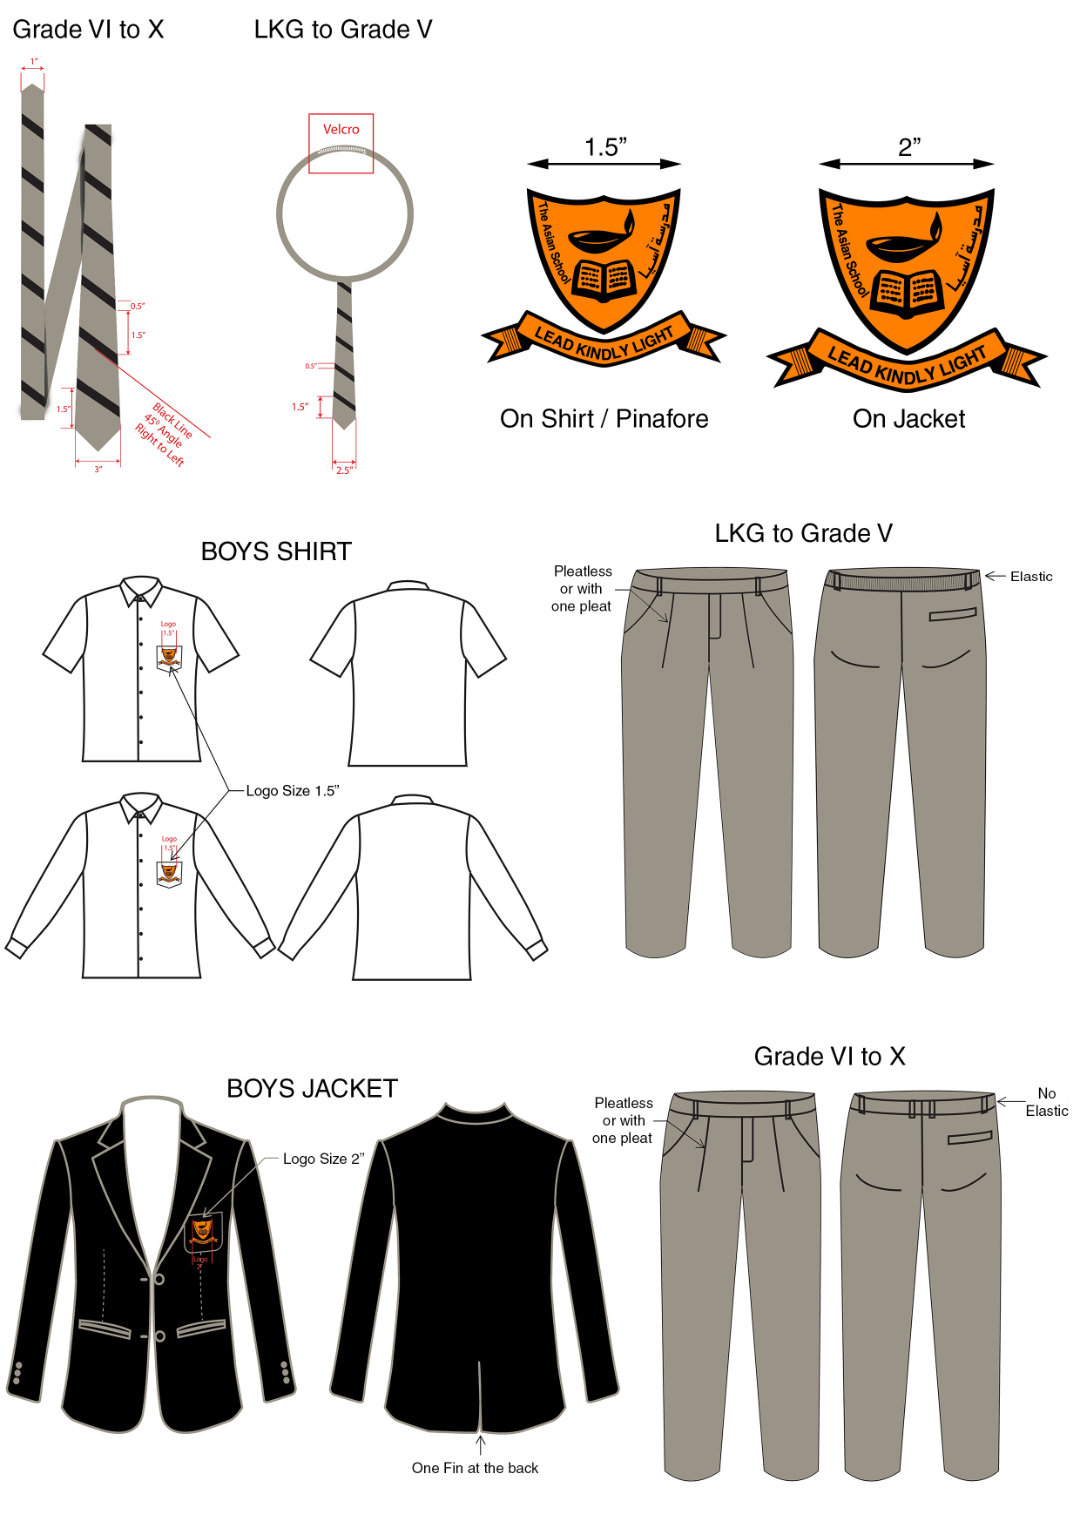 Grade VI to X
LKG to Grade V
1"
Velcro
0.5"
1.5"
1.5"
Black Line
45º Angle
Right to Left
3"
0.5"
1.5"
2.5"
1.5”
The Asian School
مدرسة آسيا
LEAD KINDLY LIGHT
On Shirt / Pinafore
2”
The Asian School
مدرسة آسيا
LEAD KINDLY LIGHT
On Jacket
BOYS SHIRT
Logo
1.5"
Logo Size 1.5”
Logo
1.5"
LKG to Grade V
Pleatless
or with
one pleat
Elastic
BOYS JACKET
Logo Size 2”
Logo
2"
One Fin at the back
Grade VI to X
Pleatless
or with
one pleat
No
Elastic